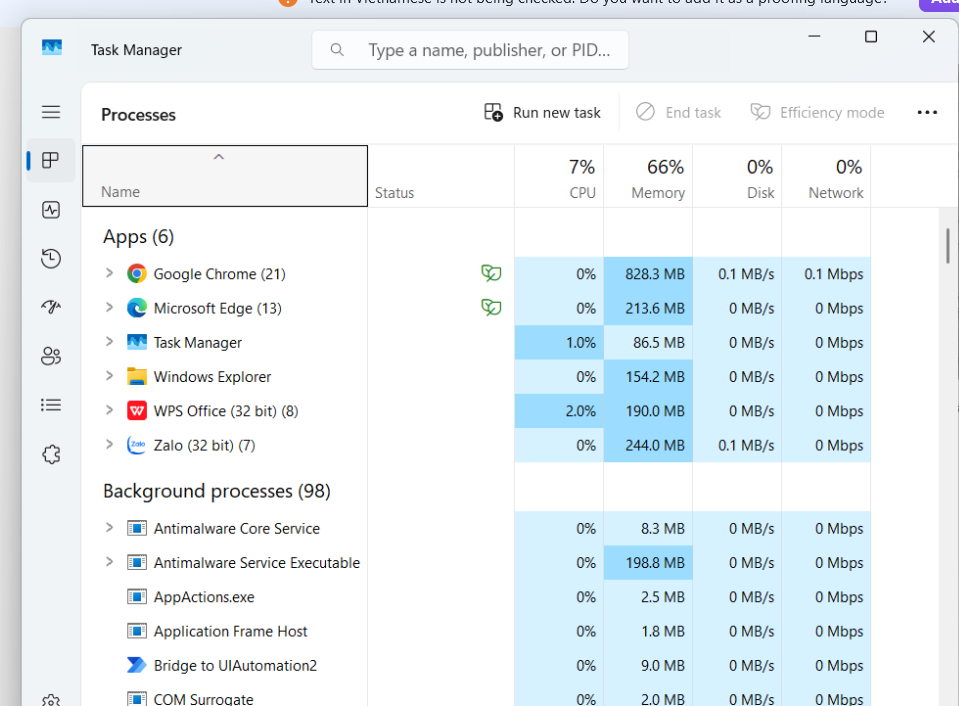 Text in Vietnamese is not being checked. Do you want to add it as a proofing language?
Add
Task Manager
Type a name, publisher, or PID...
Processes
Run new task
End task
Efficiency mode
Name
Status
7% CPU
66% Memory
0% Disk
0% Network
Apps (6)
Google Chrome (21) 0% 828.3 MB 0.1 MB/s 0.1 Mbps
Microsoft Edge (13) 0% 213.6 MB 0 MB/s 0 Mbps
Task Manager 1.0% 86.5 MB 0 MB/s 0 Mbps
Windows Explorer 0% 154.2 MB 0 MB/s 0 Mbps
WPS Office (32 bit) (8) 2.0% 190.0 MB 0 MB/s 0 Mbps
Zalo (32 bit) (7) 0% 244.0 MB 0.1 MB/s 0 Mbps
Background processes (98)
Antimalware Core Service 0% 8.3 MB 0 MB/s 0 Mbps
Antimalware Service Executable 0% 198.8 MB 0 MB/s 0 Mbps
AppActions.exe 0% 2.5 MB 0 MB/s 0 Mbps
Application Frame Host 0% 1.8 MB 0 MB/s 0 Mbps
Bridge to UIAutomation2 0% 9.0 MB 0 MB/s 0 Mbps
COM Surrogate 0% 2.0 MB 0 MB/s 0 Mbps